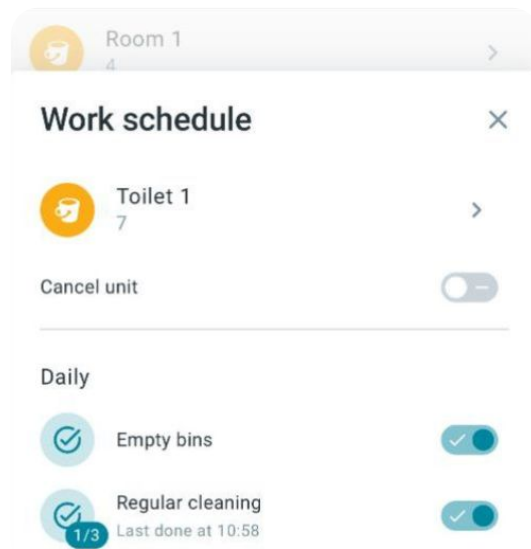 Room 1
4
Work schedule
Toilet 1
7
Cancel unit
Daily
Empty bins
Regular cleaning
1/3
Last done at 10:58